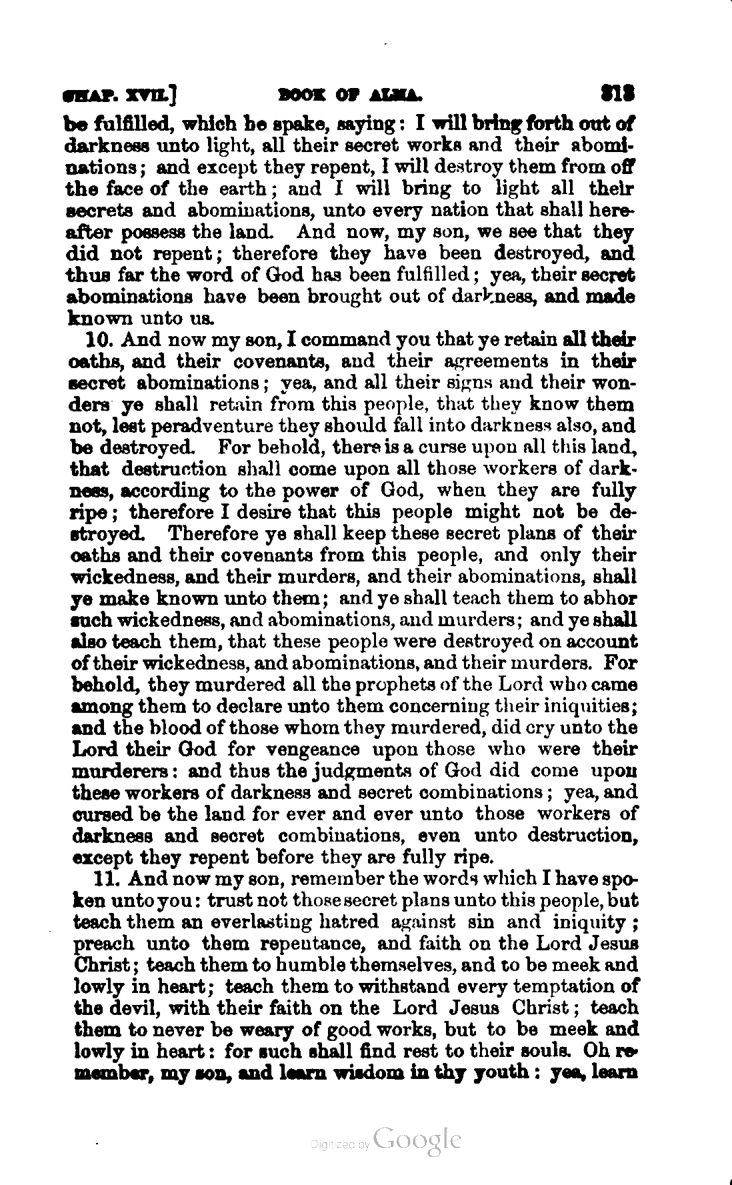 CHAP. XVII.] BOOK OF ALMA. 313
be fulfilled, which he spake, saying: I will bring forth out of
darkness unto light, all their secret works and their abomi-
nations; and except they repent, I will destroy them from off
the face of the earth; and I will bring to light all their
secrets and abominations, unto every nation that shall here-
after possess the land. And now, my son, we see that they
did not repent; therefore they have been destroyed, and
thus far the word of God has been fulfilled; yea, their secret
abominations have been brought out of darkness, and made
known unto us.
10. And now my son, I command you that ye retain all their
oaths, and their covenants, and their agreements in their
secret abominations; yea, and all their signs and their won-
ders ye shall retain from this people, that they know them
not, lest peradventure they should fall into darkness also, and
be destroyed. For behold, there is a curse upon all this land,
that destruction shall come upon all those workers of dark-
ness, according to the power of God, when they are fully
ripe; therefore I desire that this people might not be de-
stroyed. Therefore ye shall keep these secret plans of their
oaths and their covenants from this people, and only their
wickedness, and their murders, and their abominations, shall
ye make known unto them; and ye shall teach them to abhor
such wickedness, and abominations, and murders; and ye shall
also teach them, that these people were destroyed on account
of their wickedness, and abominations, and their murders. For
behold, they murdered all the prophets of the Lord who came
among them to declare unto them concerning their iniquities;
and the blood of those whom they murdered, did cry unto the
Lord their God for vengeance upon those who were their
murderers: and thus the judgments of God did come upon
these workers of darkness and secret combinations; yea, and
cursed be the land for ever and ever unto those workers of
darkness and secret combinations, even unto destruction,
except they repent before they are fully ripe.
11. And now my son, remember the words which I have spo-
ken unto you: trust not those secret plans unto this people, but
teach them an everlasting hatred against sin and iniquity;
preach unto them repentance, and faith on the Lord Jesus
Christ; teach them to humble themselves, and to be meek and
lowly in heart; teach them to withstand every temptation of
the devil, with their faith on the Lord Jesus Christ; teach
them to never be weary of good works, but to be meek and
lowly in heart: for such shall find rest to their souls. Oh re-
member, my son, and learn wisdom in thy youth: yea, learn
Digitized by Google